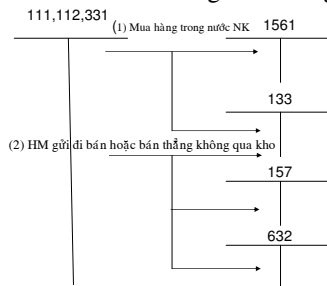 111,112,331
(1) Mua hàng trong nước NK
1561
133
(2) HM gửi đi bán hoặc bán thẳng không qua kho
157
632